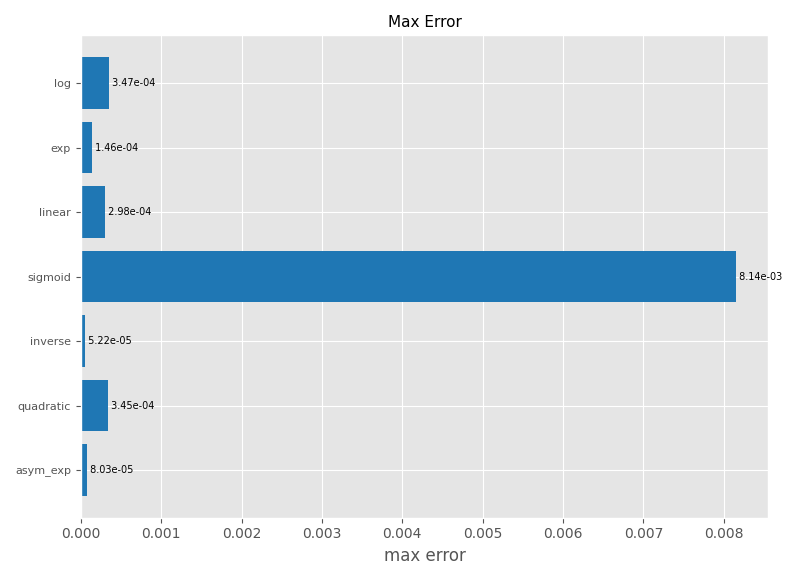 Max Error
log
3.47e-04
exp
1.46e-04
linear
2.98e-04
sigmoid
8.14e-03
inverse
5.22e-05
quadratic
3.45e-04
asym_exp
8.03e-05
0.000 0.001 0.002 0.003 0.004 0.005 0.006 0.007 0.008
max error